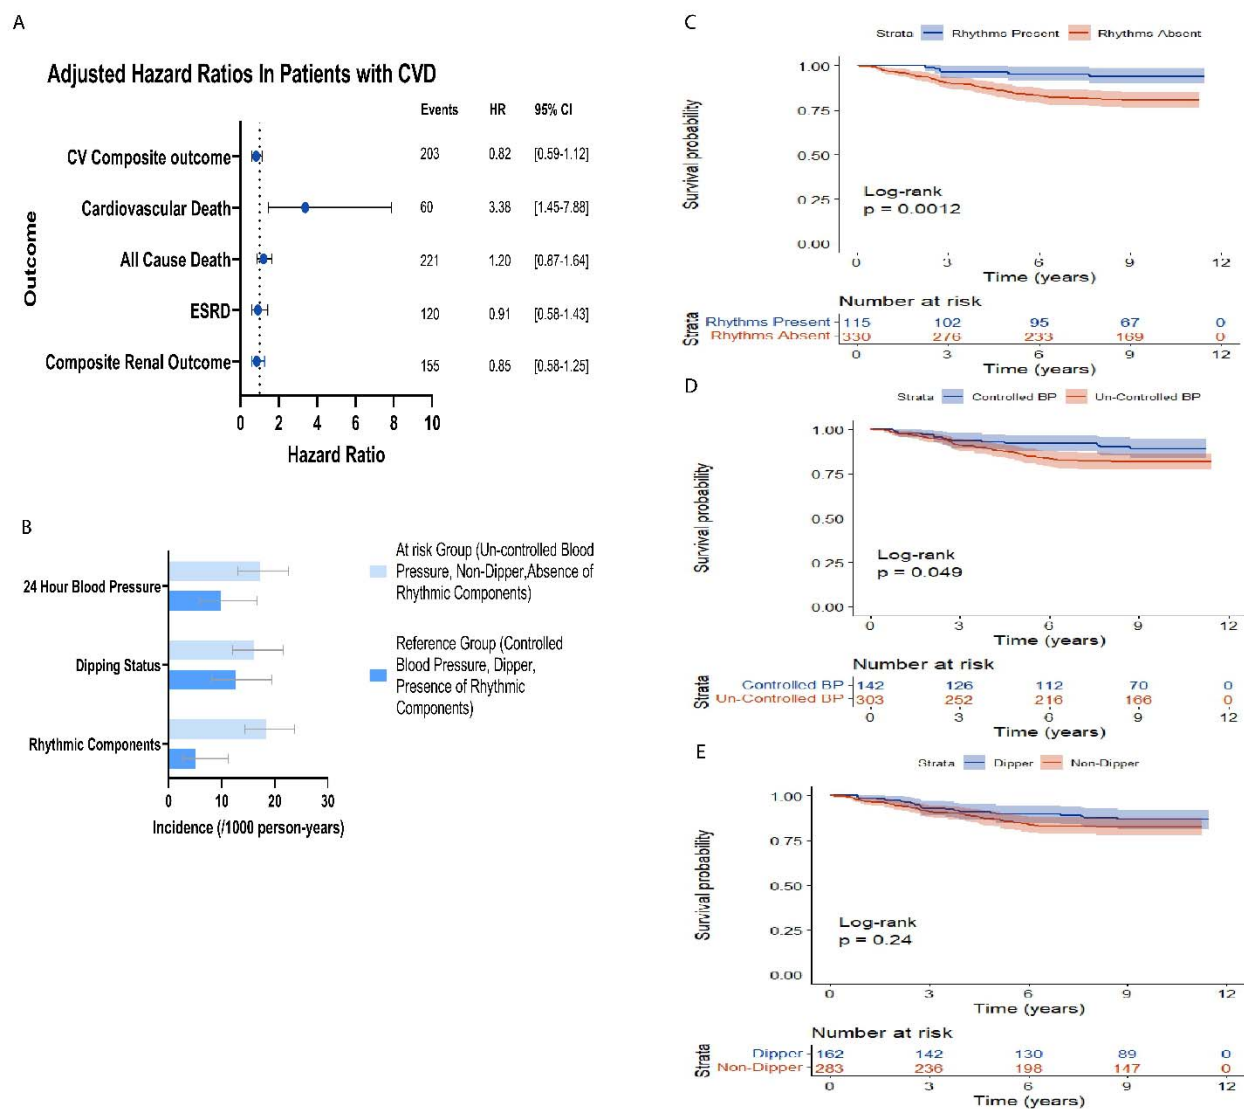 A
Adjusted Hazard Ratios In Patients with CVD
Events HR 95% CI
CV Composite outcome 203 0.82 [0.59-1.12]
Cardiovascular Death 60 3.38 [1.45-7.88]
All Cause Death 221 1.20 [0.87-1.64]
ESRD 120 0.91 [0.58-1.43]
Composite Renal Outcome 155 0.85 [0.58-1.25]
Outcome
0 2 4 6 8 10
Hazard Ratio
B
24 Hour Blood Pressure
Dipping Status
Rhythmic Components
0 10 20 30
Incidence (/1000 person-years)
At risk Group (Un-controlled Blood
Pressure, Non-Dipper,Absence of
Rhythmic Components)
Reference Group (Controlled
Blood Pressure, Dipper,
Presence of Rhythmic
Components)
C
Strata Rhythms Present Rhythms Absent
Survival probability
1.00
0.75
0.50
0.25
0.00
Log-rank
p = 0.0012
0 3 6 9 12
Time (years)
Number at risk
Strata
Rhythms Present 115 102 95 67 0
Rhythms Absent 330 276 233 169 0
0 3 6 9 12
Time (years)
D
Strata Controlled BP Un-Controlled BP
Survival probability
1.00
0.75
0.50
0.25
0.00
Log-rank
p = 0.049
0 3 6 9 12
Time (years)
Number at risk
Strata
Controlled BP 142 126 112 70 0
Un-Controlled BP 303 252 216 166 0
0 3 6 9 12
Time (years)
E
Strata Dipper Non-Dipper
Survival probability
1.00
0.75
0.50
0.25
0.00
Log-rank
p = 0.24
0 3 6 9 12
Time (years)
Number at risk
Strata
Dipper 162 142 130 89 0
Non-Dipper 283 236 198 147 0
0 3 6 9 12
Time (years)